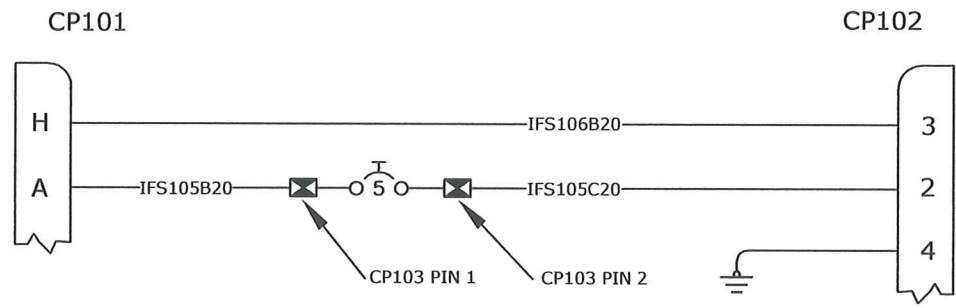 CP101
CP102
H
IFS106B20
3
A
IFS105B20
5
IFS105C20
2
4
CP103 PIN 1
CP103 PIN 2